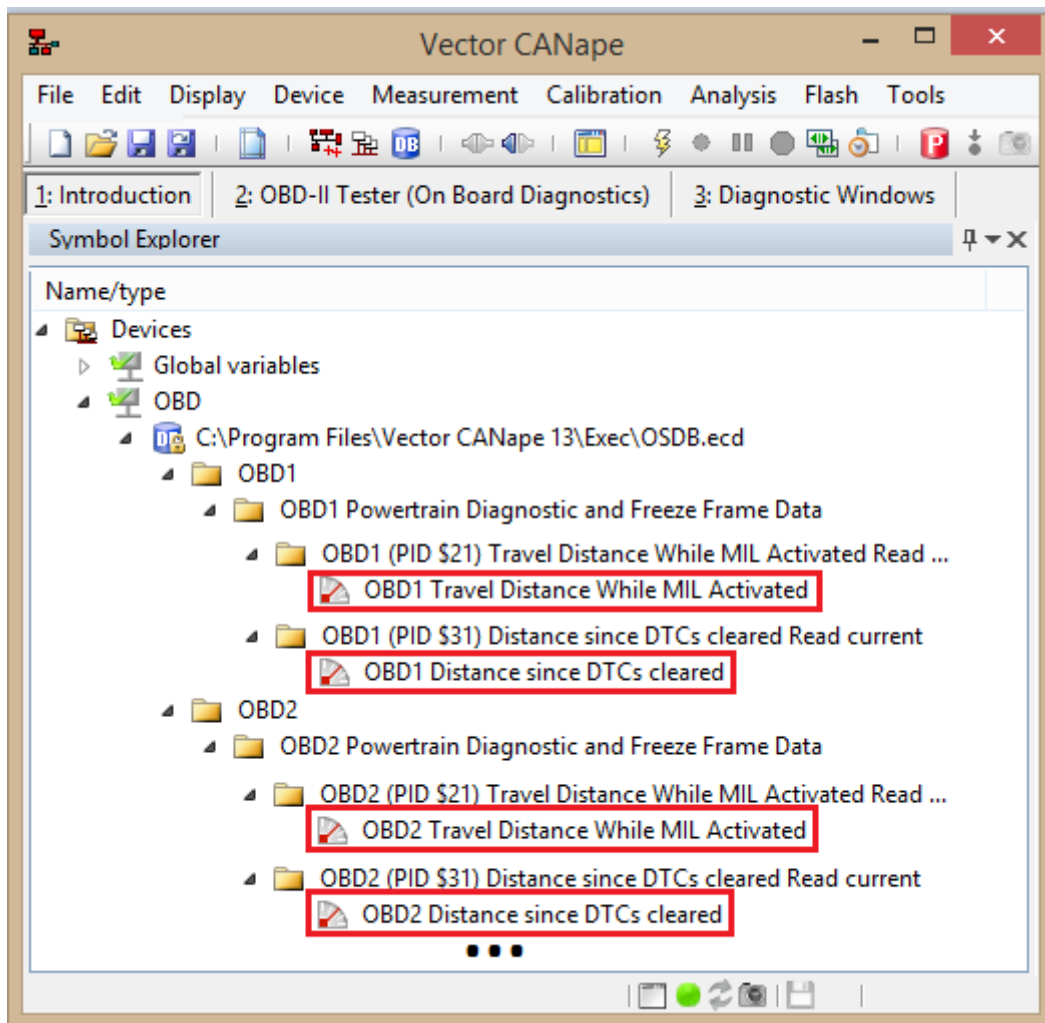 Vector CANape
File Edit Display Device Measurement Calibration Analysis Flash Tools
DB P
1: Introduction 2: OBD-II Tester (On Board Diagnostics) 3: Diagnostic Windows
Symbol Explorer
Name/type
Devices
Global variables
OBD
C:\Program Files\Vector CANape 13\Exec\OSDB.ecd
OBD1
OBD1 Powertrain Diagnostic and Freeze Frame Data
OBD1 (PID $21) Travel Distance While MIL Activated Read ...
OBD1 Travel Distance While MIL Activated
OBD1 (PID $31) Distance since DTCs cleared Read current
OBD1 Distance since DTCs cleared
OBD2
OBD2 Powertrain Diagnostic and Freeze Frame Data
OBD2 (PID $21) Travel Distance While MIL Activated Read ...
OBD2 Travel Distance While MIL Activated
OBD2 (PID $31) Distance since DTCs cleared Read current
OBD2 Distance since DTCs cleared
•••